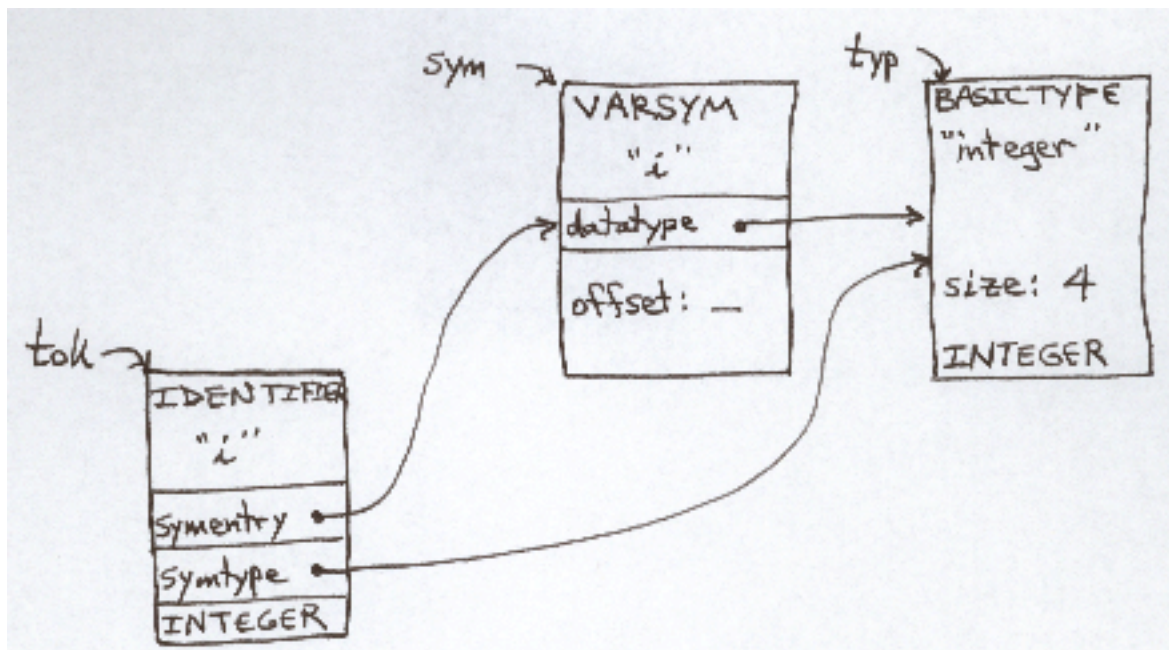 sym
VARSYM
"i"
datatype
offset: _
typ
BASICTYPE
"integer"
size: 4
INTEGER
tok
IDENTIFIER
"i"
symentry
symtype
INTEGER